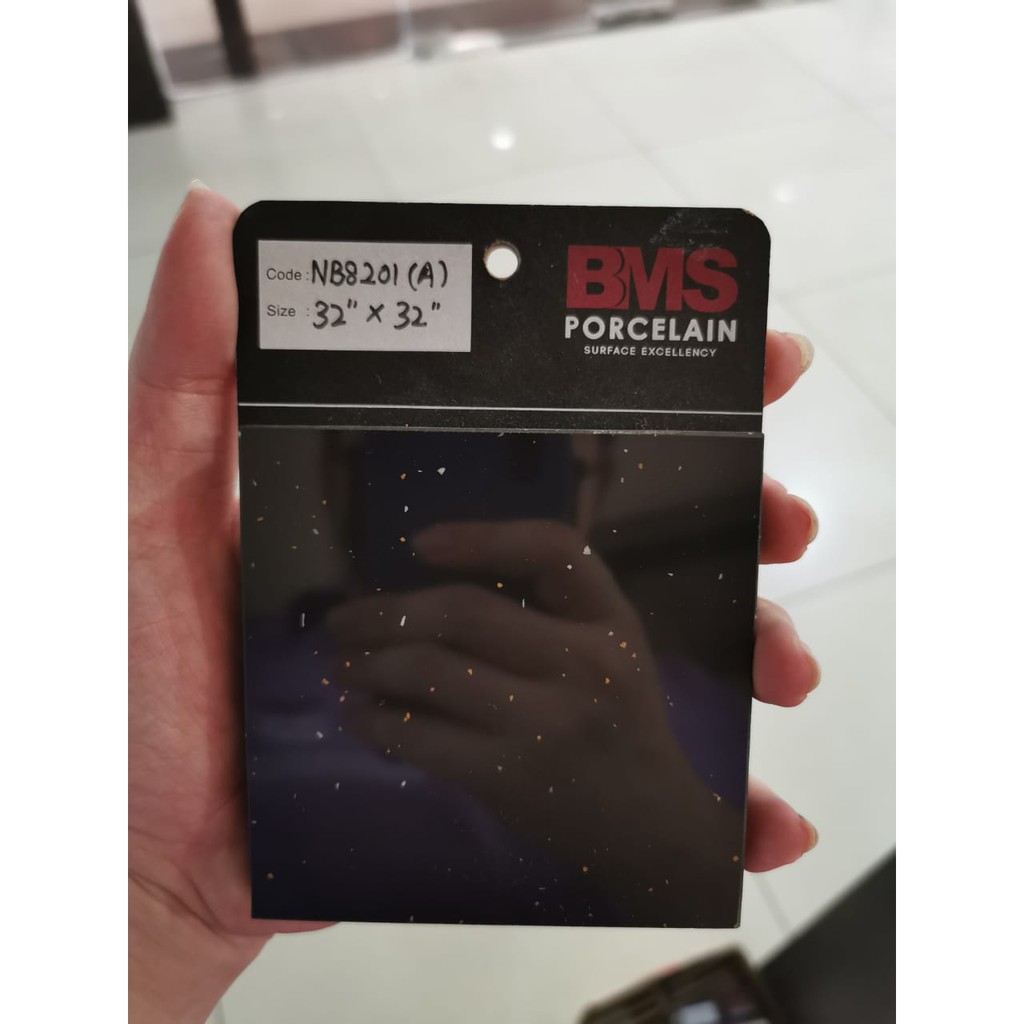 Code : NB8201 (A)
Size : 32" x 32"
BMS
PORCELAIN
SURFACE EXCELLENCY